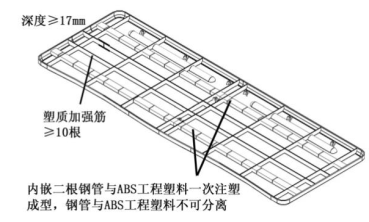 深度≥17mm
塑质加强筋
≥10根
内嵌二根钢管与ABS工程塑料一次注塑
成型，钢管与ABS工程塑料不可分离